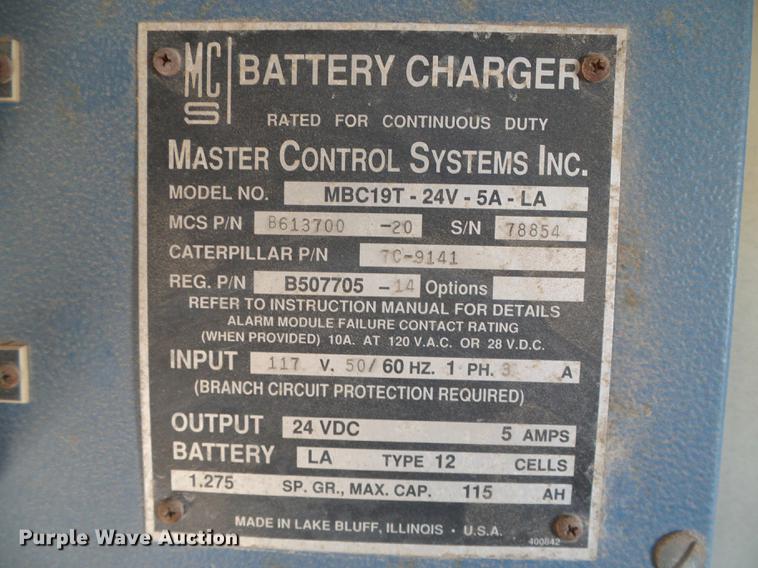 MCS BATTERY CHARGER
RATED FOR CONTINUOUS DUTY
MASTER CONTROL SYSTEMS INC.
MODEL NO. MBC19T - 24V - 5A - LA
MCS P/N B613700 -20 S/N 78854
CATERPILLAR P/N 7C-9141
REG. P/N B507705 -14 Options
REFER TO INSTRUCTION MANUAL FOR DETAILS
ALARM MODULE FAILURE CONTACT RATING
(WHEN PROVIDED) 10A. AT 120 V.A.C. OR 28 V.D.C.
INPUT 117 V. 50/60 HZ. 1 PH. 3 A
(BRANCH CIRCUIT PROTECTION REQUIRED)
OUTPUT 24 VDC 5 AMPS
BATTERY LA TYPE 12 CELLS
1.275 SP. GR., MAX. CAP. 115 AH
MADE IN LAKE BLUFF, ILLINOIS · U.S.A.
400842
Purple Wave Auction